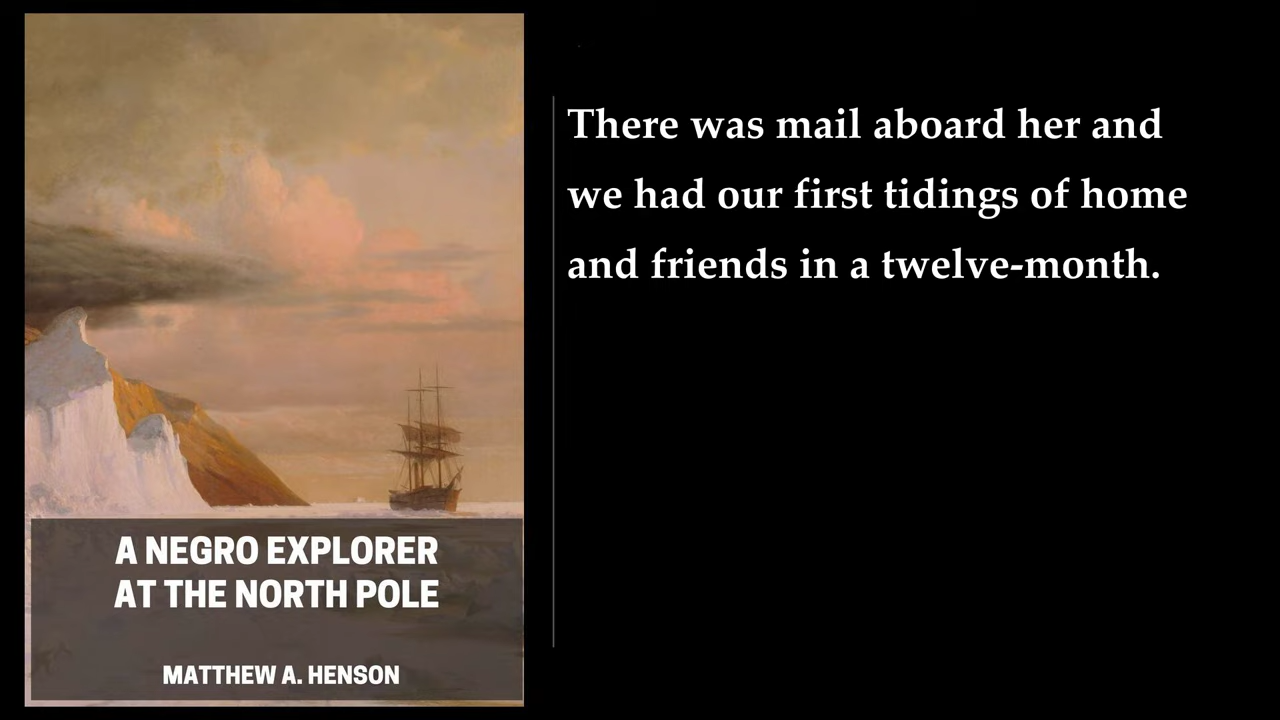 There was mail aboard her and
we had our first tidings of home
and friends in a twelve-month.
A NEGRO EXPLORER
AT THE NORTH POLE
MATTHEW A. HENSON